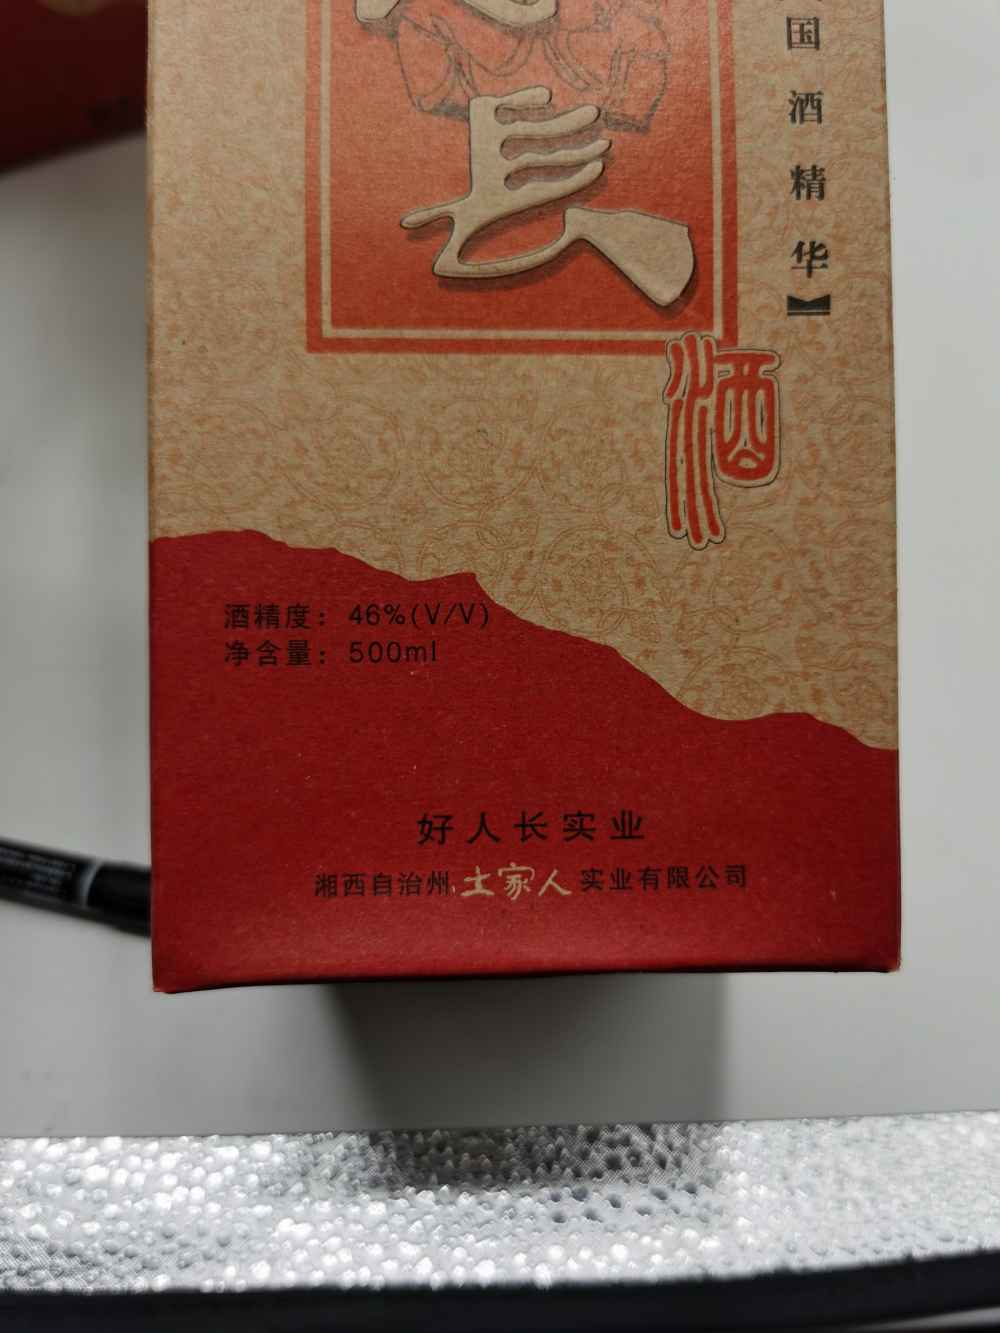 国酒精华
長
酒
酒精度：46%(V/V)
净含量：500ml
好人长实业
湘西自治州土家人实业有限公司